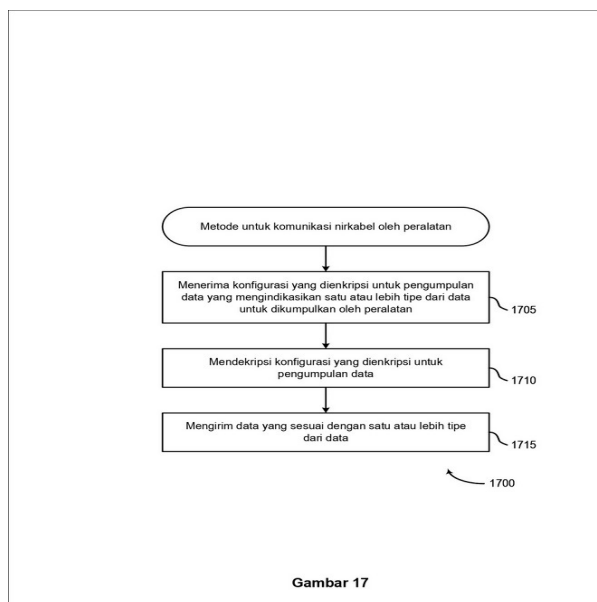 Metode untuk komunikasi nirkabel oleh peralatan
Menerima konfigurasi yang dienkripsi untuk pengumpulan
data yang mengindikasikan satu atau lebih tipe dari data
untuk dikumpulkan oleh peralatan
1705
Mendekripsi konfigurasi yang dienkripsi untuk
pengumpulan data
1710
Mengirim data yang sesuai dengan satu atau lebih tipe
dari data
1715
1700
Gambar 17